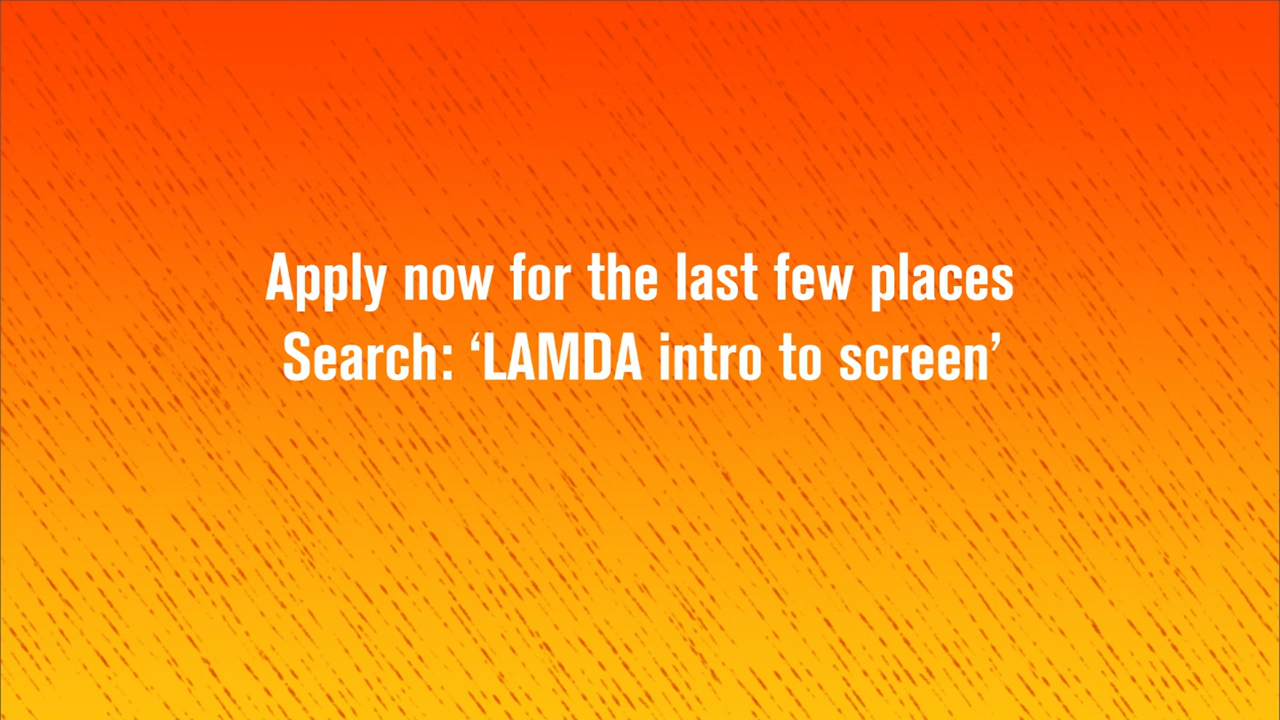 Apply now for the last few places
Search: ‘LAMDA intro to screen’